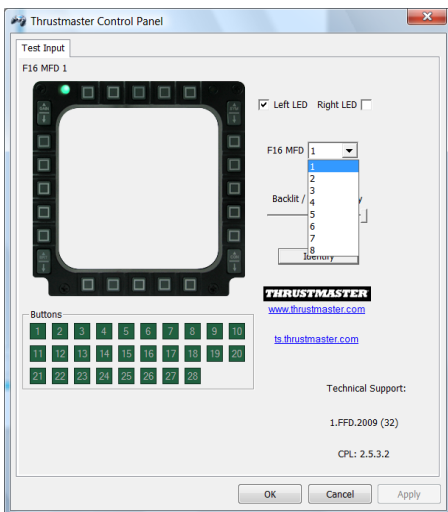 Thrustmaster Control Panel
Test Input
F16 MFD 1
Left LED Right LED
F16 MFD 1
1
2
3
4
5
6
7
8
Backlit /
Identify
THRUSTMASTER
www.thrustmaster.com
ts.thrustmaster.com
Buttons
1 2 3 4 5 6 7 8 9 10
11 12 13 14 15 16 17 18 19 20
21 22 23 24 25 26 27 28
Technical Support:
1.FFD.2009 (32)
CPL: 2.5.3.2
OK Cancel Apply